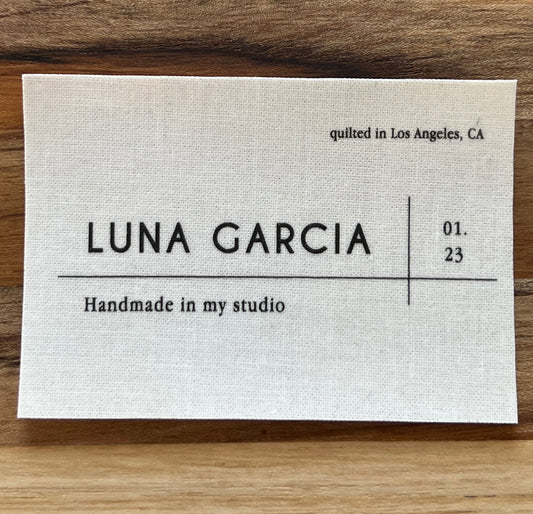 quilted in Los Angeles, CA
LUNA GARCIA
01.
23
Handmade in my studio